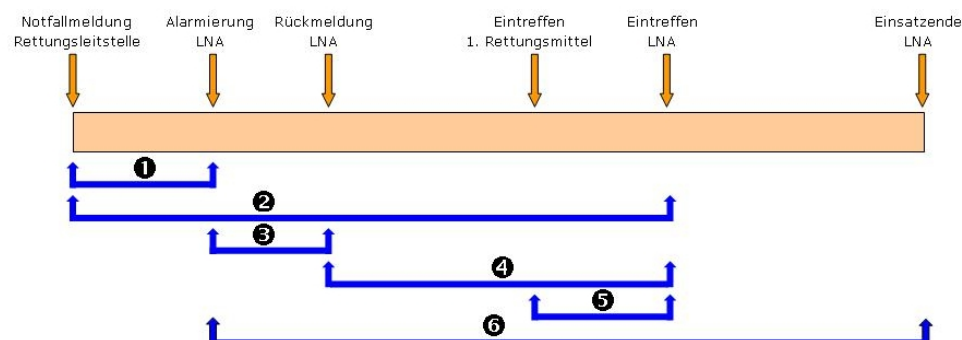 Notfallmeldung
Rettungsleitstelle
Alarmierung
LNA
Rückmeldung
LNA
Eintreffen
1. Rettungsmittel
Eintreffen
LNA
Einsatzende
LNA
1
2
3
4
5
6